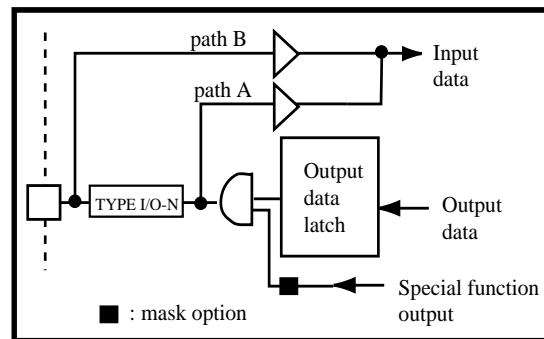 path B
Input
data
path A
TYPE I/O-N
Output
data
latch
Output
data
Special function
output
: mask option